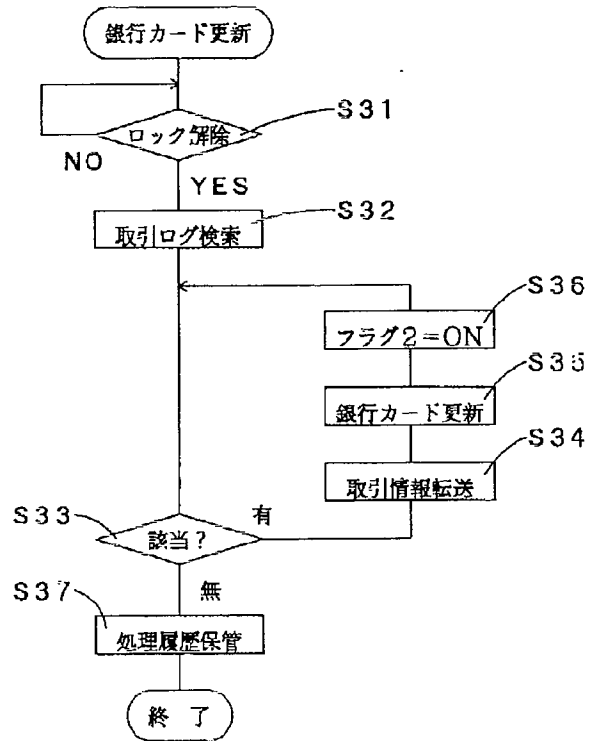 銀行カード更新
S31
ロック解除
NO
YES
S32
取引ログ検索
S36
フラグ2=ON
S35
銀行カード更新
S34
取引情報転送
S33
有
該当?
S37
無
処理履歴保管
終 了